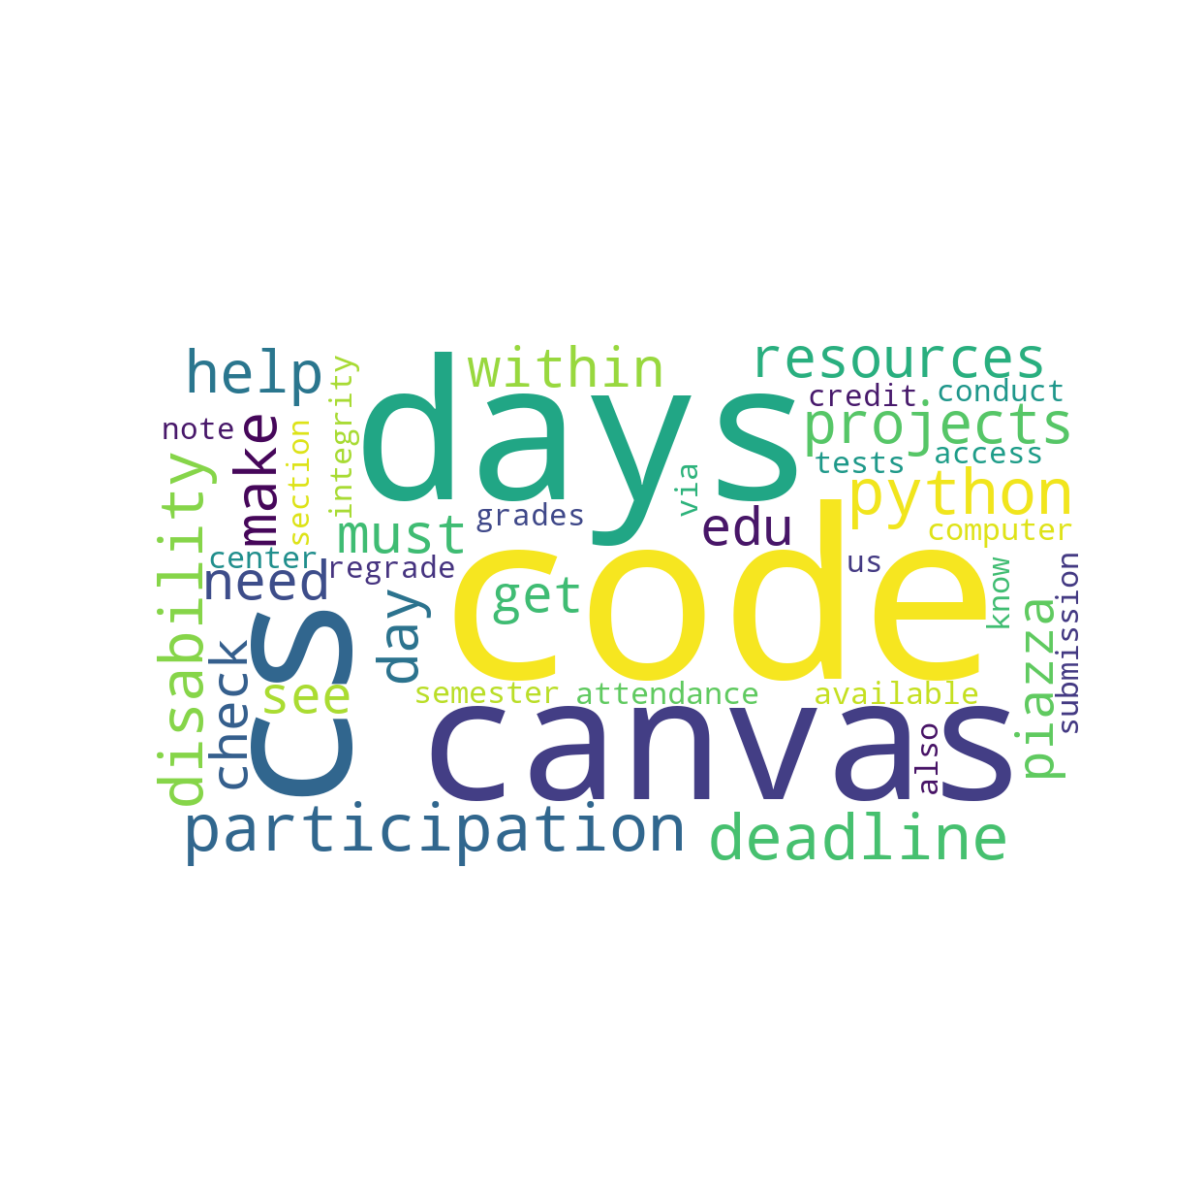 help
days
within
resources
integrity
credit
conduct
note
make
section
projects
tests
access
disability
via
python
must
grades
edu
computer
center
need
regrade
code
us
cs
get
day
know
submission
piazza
check
see
semester
attendance
available
canvas
also
participation
deadline